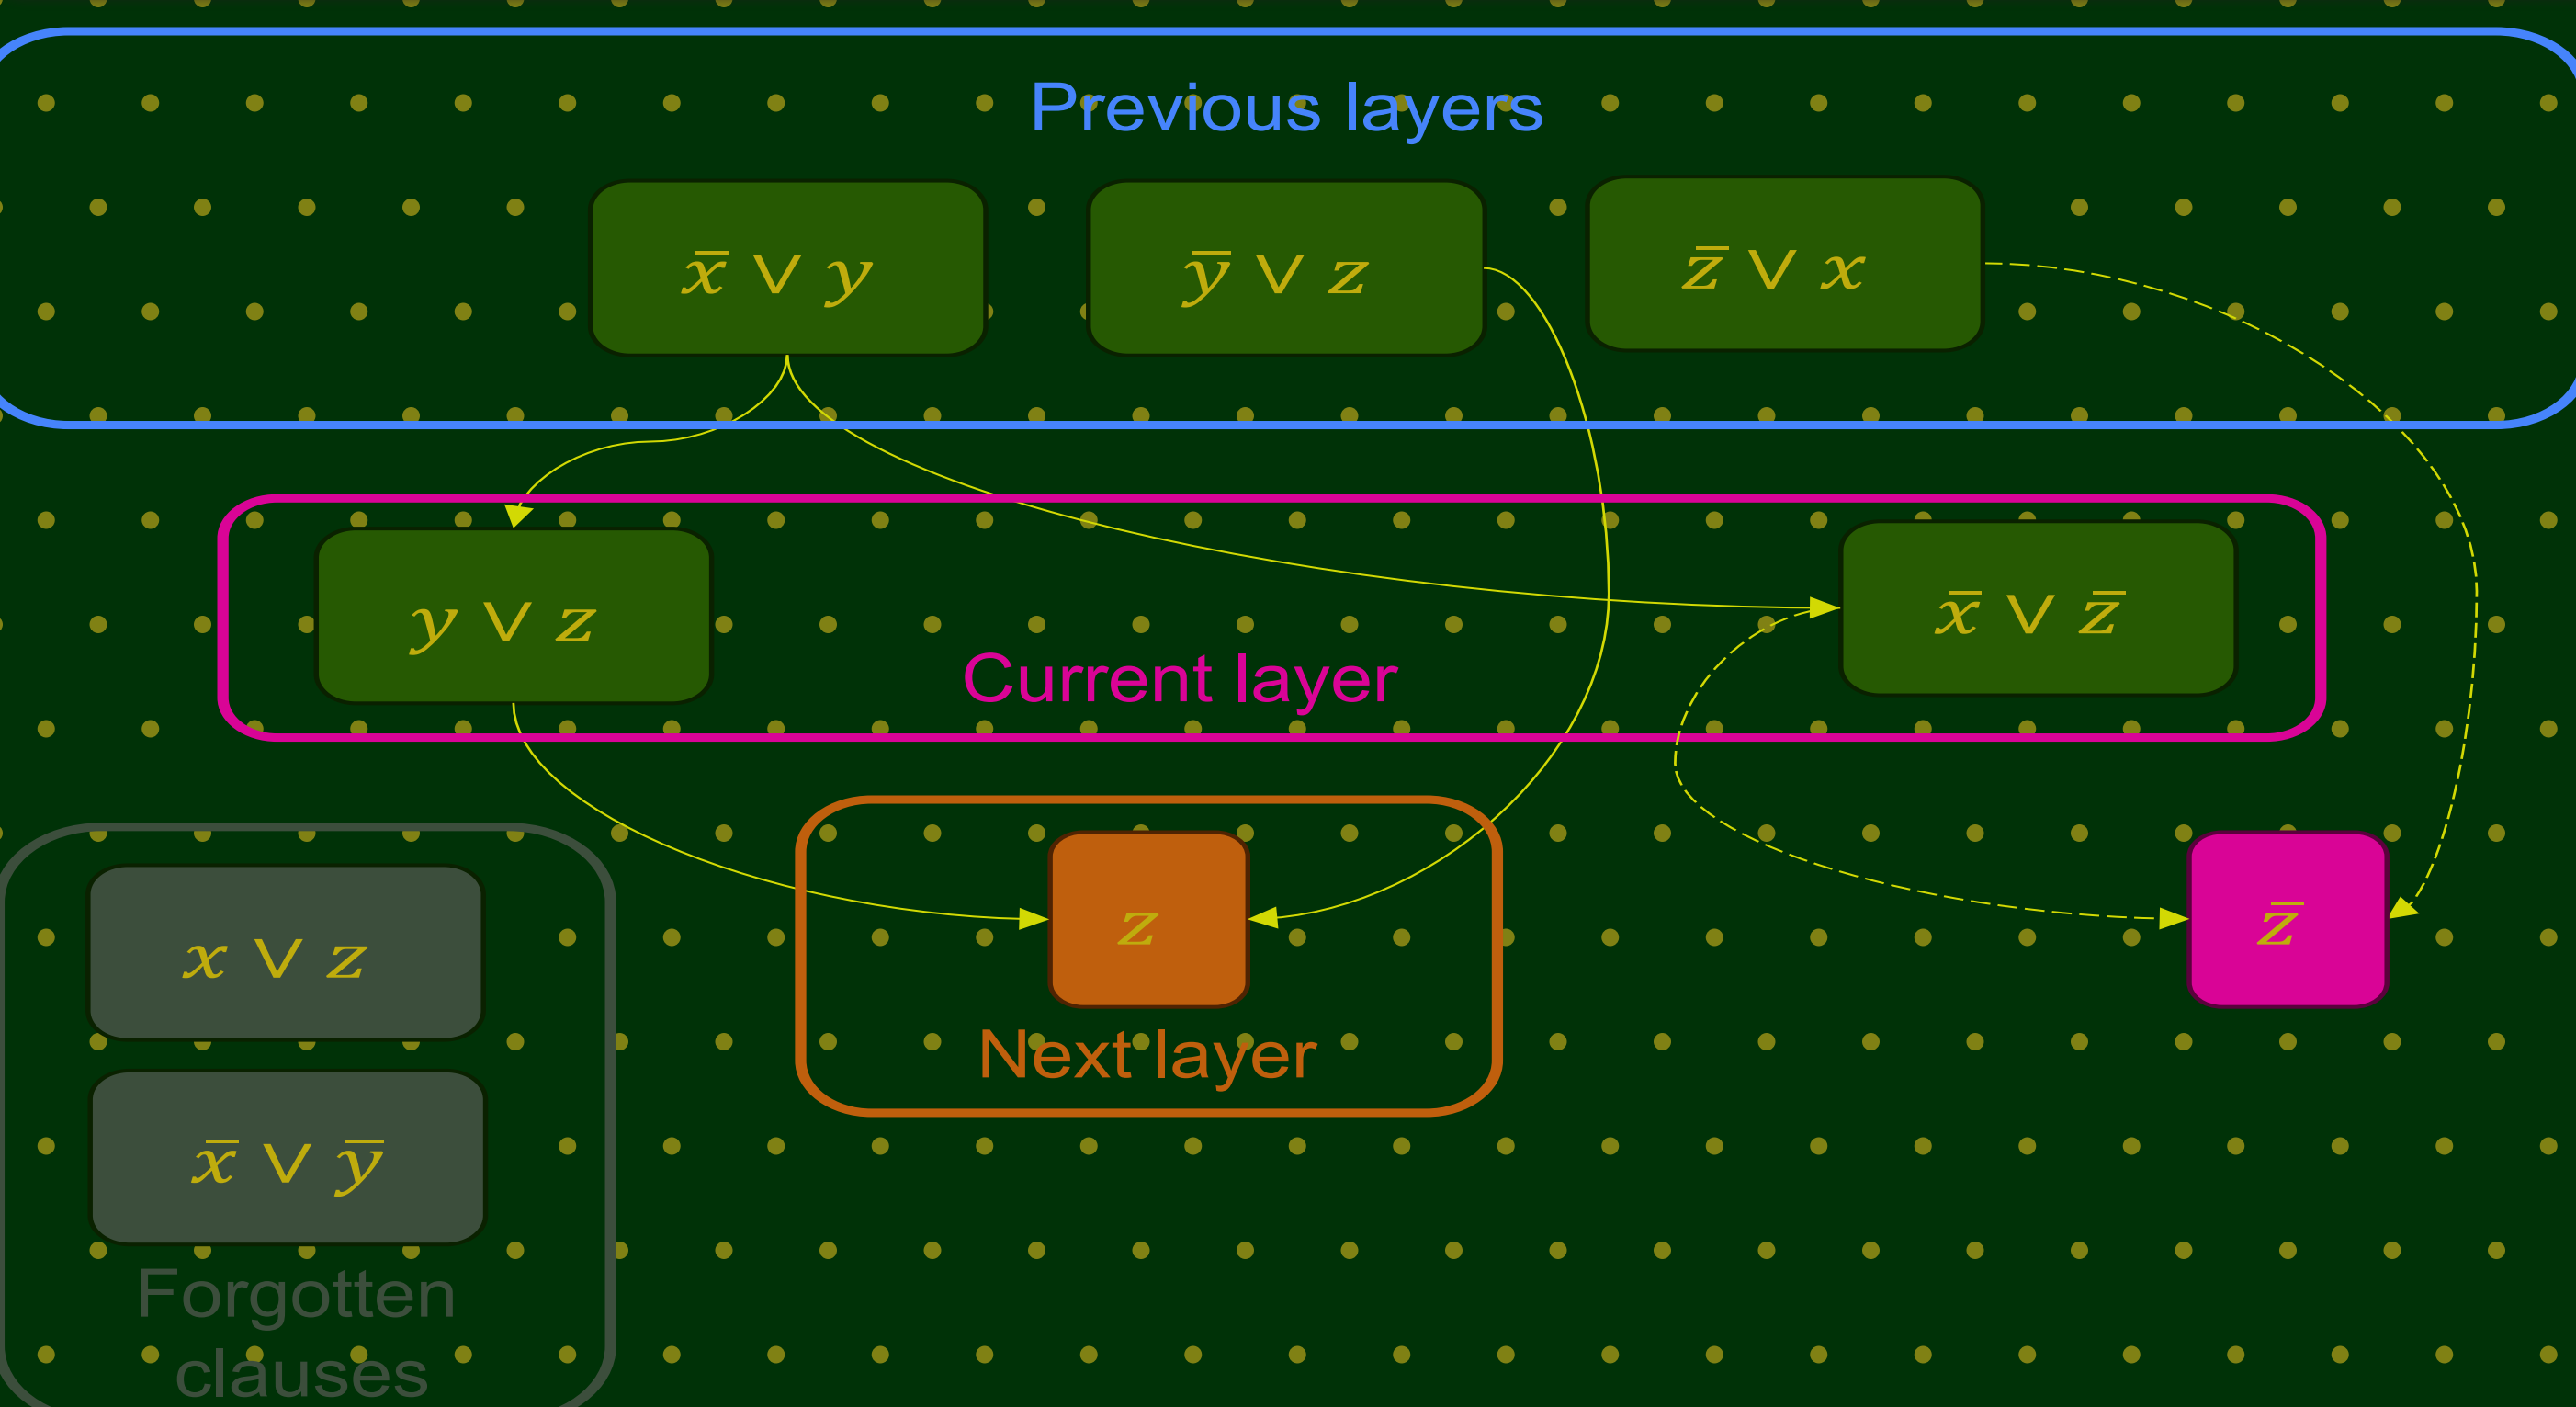 Previous layers
x̅ ∨ y
y̅ ∨ z
z̅ ∨ x
y ∨ z
x̅ ∨ z̅
Current layer
z
z̅
Next layer
x ∨ z
x̅ ∨ y̅
Forgotten
clauses